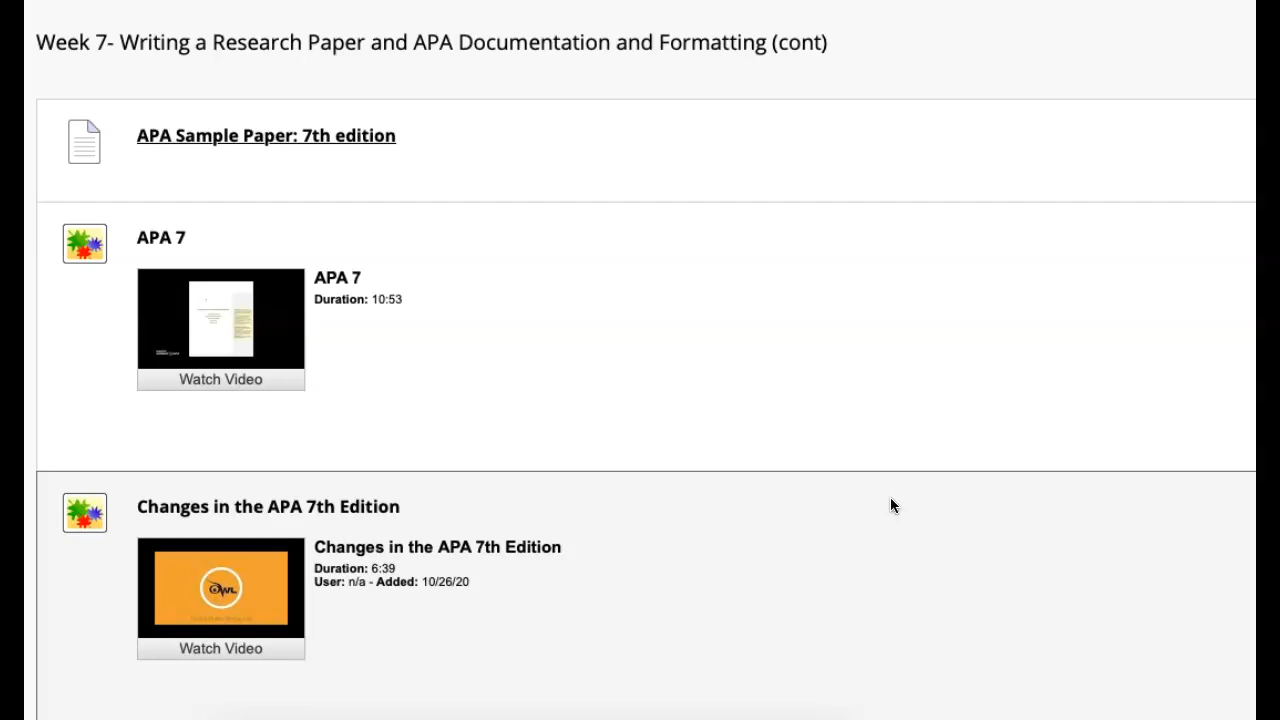 Week 7- Writing a Research Paper and APA Documentation and Formatting (cont)
APA Sample Paper: 7th edition
APA 7
APA 7
Duration: 10:53
Watch Video
Changes in the APA 7th Edition
Changes in the APA 7th Edition
Duration: 6:39
User: n/a - Added: 10/26/20
OWL
Watch Video